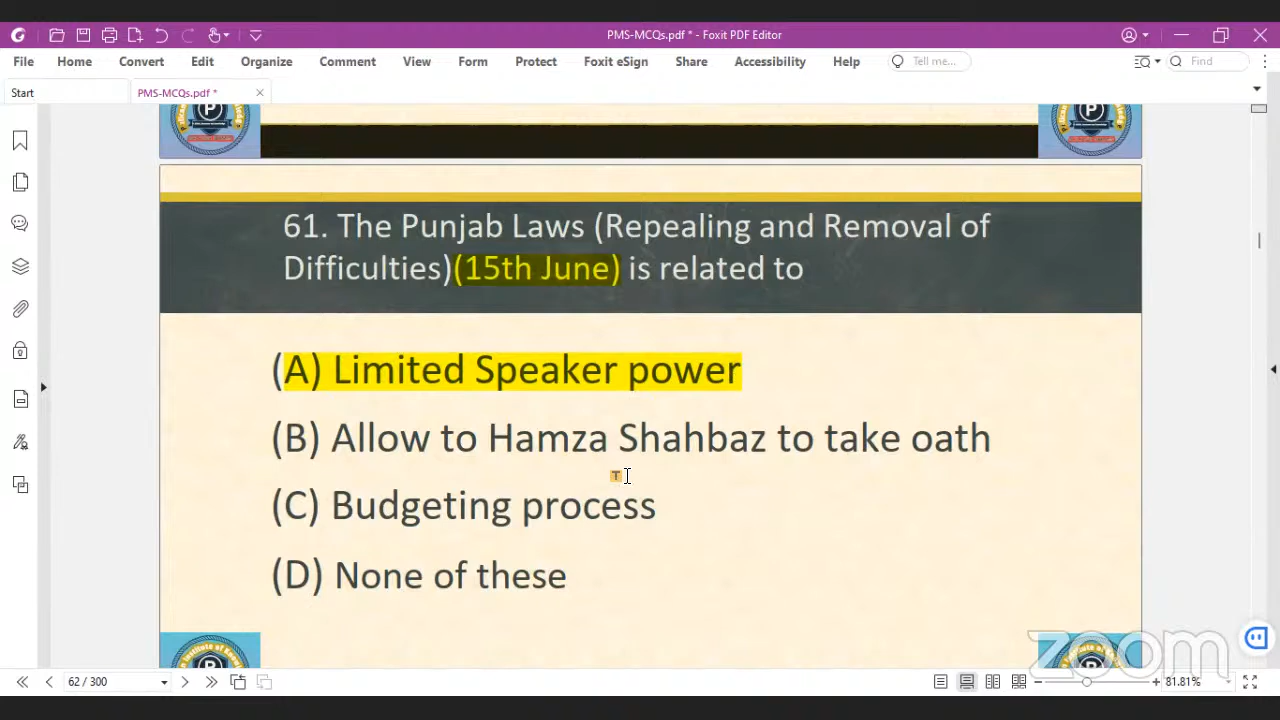 PMS-MCQs.pdf * - Foxit PDF Editor
File Home Convert Edit Organize Comment View Form Protect Foxit eSign Share Accessibility Help Tell me... Find
Start PMS-MCQs.pdf *
61. The Punjab Laws (Repealing and Removal of
Difficulties)(15th June) is related to
(A) Limited Speaker power
(B) Allow to Hamza Shahbaz to take oath
T
(C) Budgeting process
(D) None of these
zoom
62 / 300 81.81%